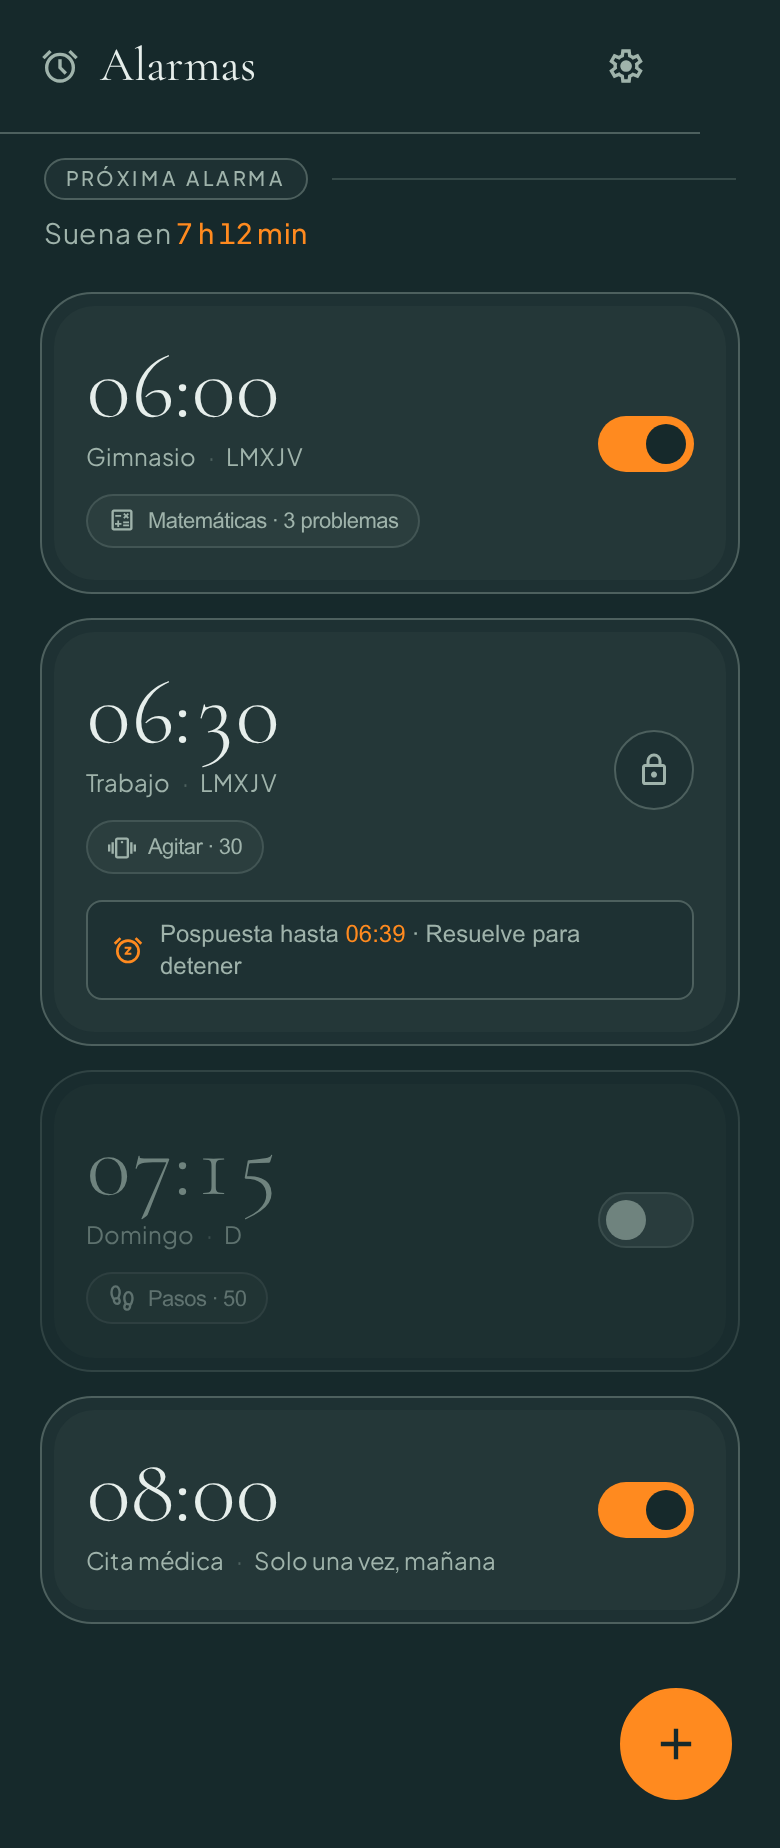 Alarmas
PRÓXIMA ALARMA
Suena en 7 h 12 min
06:00
Gimnasio · LMXJV
Matemáticas · 3 problemas
06:30
Trabajo · LMXJV
Agitar · 30
Pospuesta hasta 06:39 · Resuelve para
detener
07:15
Domingo · D
Pasos · 50
08:00
Cita médica · Solo una vez, mañana